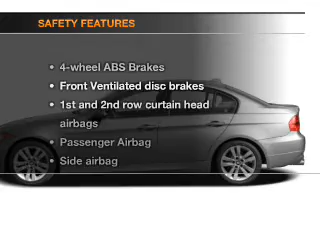 SAFETY FEATURES
• 4-wheel ABS Brakes
• Front Ventilated disc brakes
• 1st and 2nd row curtain head
airbags
• Passenger Airbag
• Side airbag